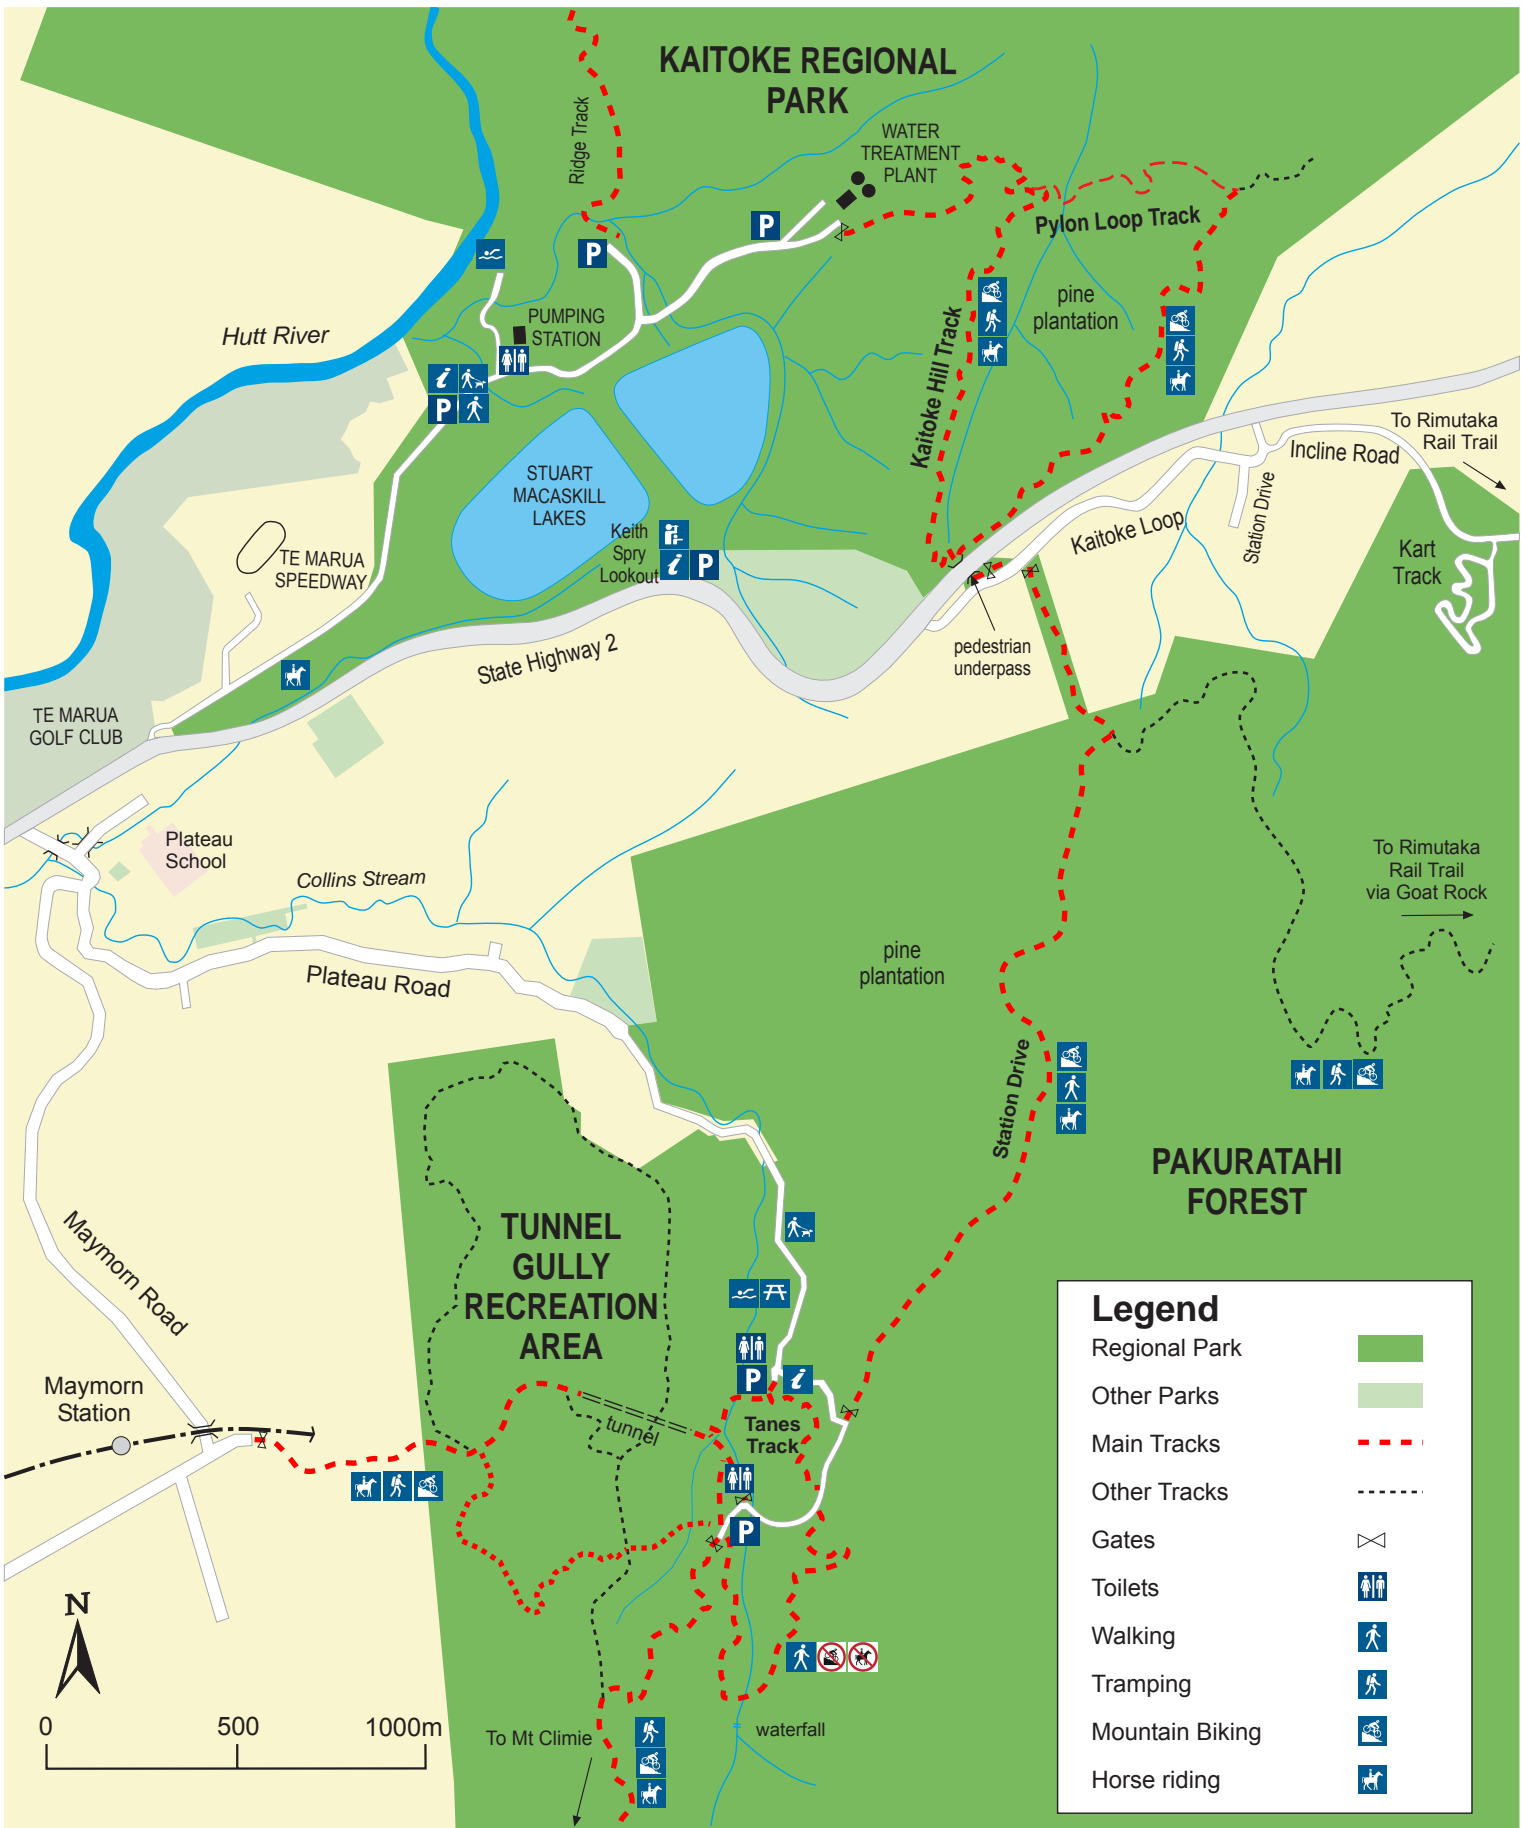 KAITOKE REGIONAL
PARK
Ridge Track
WATER
TREATMENT
PLANT
P
P
Pylon Loop Track
PUMPING
STATION
Hutt River
pine
plantation
Kaitoke Hill Track
i
P
To Rimutaka
Rail Trail
Incline Road
STUART
MACASKILL
LAKES
Keith
Spry
Lookout
i
P
Kaitoke Loop
Station Drive
Kart
Track
TE MARUA
SPEEDWAY
State Highway 2
pedestrian
underpass
TE MARUA
GOLF CLUB
Plateau
School
Collins Stream
To Rimutaka
Rail Trail
via Goat Rock
Plateau Road
pine
plantation
Station Drive
PAKURATAHI
FOREST
TUNNEL
GULLY
RECREATION
AREA
Maymorn Road
Maymorn
Station
P
i
tunnel
Tanes
Track
P
waterfall
To Mt Climie
N
0 500 1000m
Legend
Regional Park
Other Parks
Main Tracks
Other Tracks
Gates
Toilets
Walking
Tramping
Mountain Biking
Horse riding